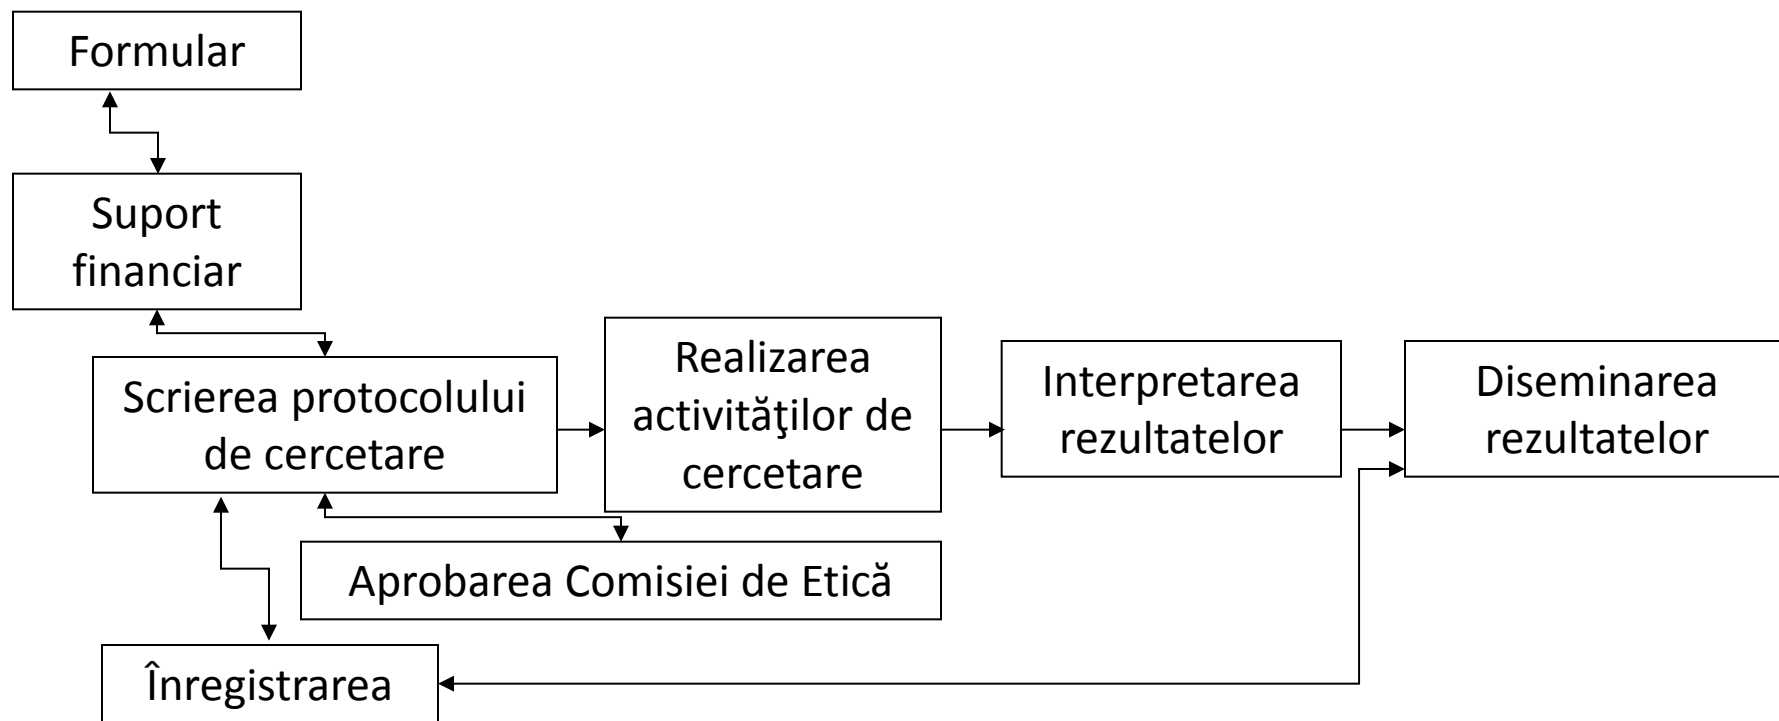 Formular
Suport
financiar
Scrierea protocolului
de cercetare
Realizarea
activităţilor de
cercetare
Interpretarea
rezultatelor
Diseminarea
rezultatelor
Aprobarea Comisiei de Etică
Înregistrarea